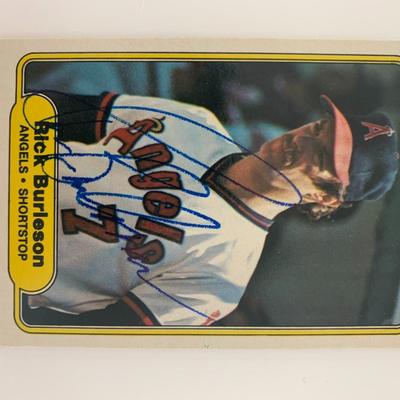 Rick Burleson
ANGELS • SHORTSTOP
Angels
7
A